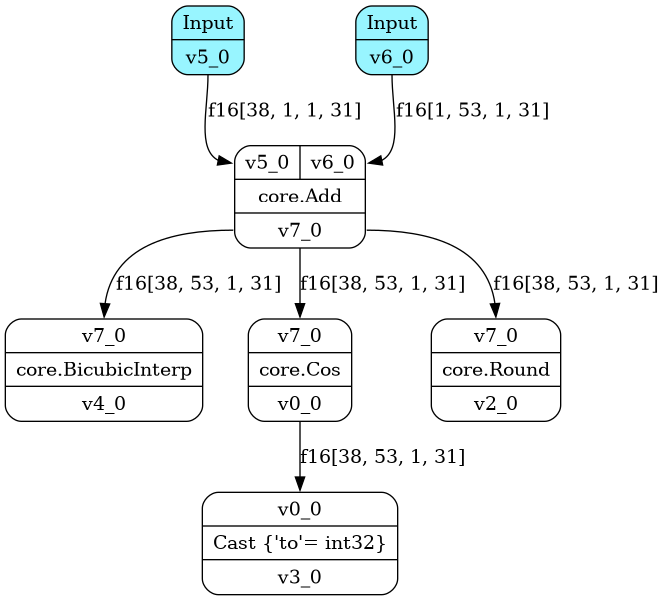 Input
v5_0
Input
v6_0
f16[38, 1, 1, 31]
f16[1, 53, 1, 31]
v5_0
v6_0
core.Add
v7_0
f16[38, 53, 1, 31]
f16[38, 53, 1, 31]
f16[38, 53, 1, 31]
v7_0
core.BicubicInterp
v4_0
v7_0
core.Cos
v0_0
v7_0
core.Round
v2_0
f16[38, 53, 1, 31]
v0_0
Cast {'to'= int32}
v3_0